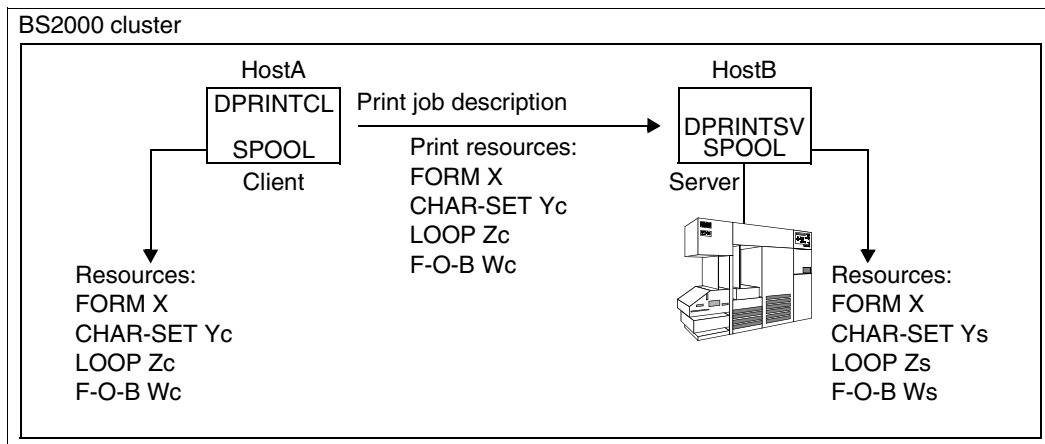 BS2000 cluster
HostA
DPRINTCL
SPOOL
Client
Print job description
Print resources:
FORM X
CHAR-SET Yc
LOOP Zc
F-O-B Wc
HostB
DPRINTSV
SPOOL
Server
Resources:
FORM X
CHAR-SET Yc
LOOP Zc
F-O-B Wc
Resources:
FORM X
CHAR-SET Ys
LOOP Zs
F-O-B Ws